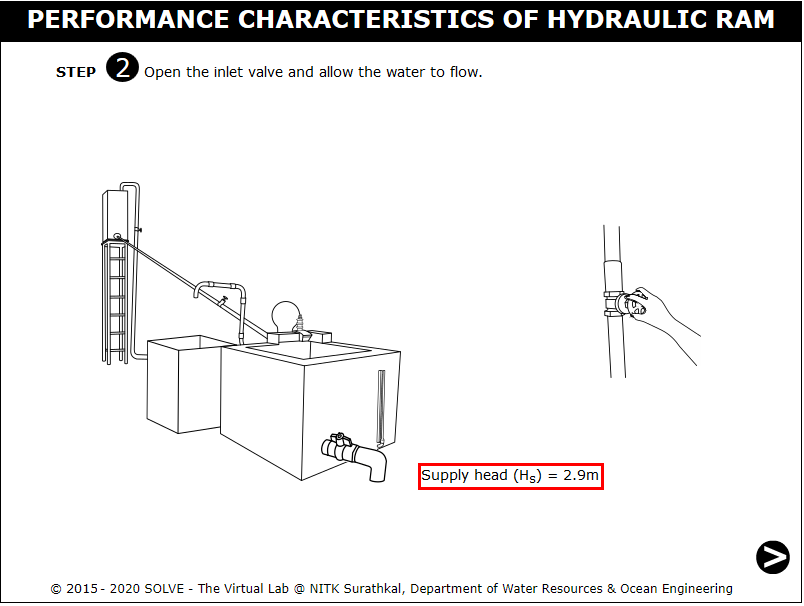 PERFORMANCE CHARACTERISTICS OF HYDRAULIC RAM
STEP 2 Open the inlet valve and allow the water to flow.
Supply head (Hs) = 2.9m
>
© 2015 - 2020 SOLVE - The Virtual Lab @ NITK Surathkal, Department of Water Resources & Ocean Engineering